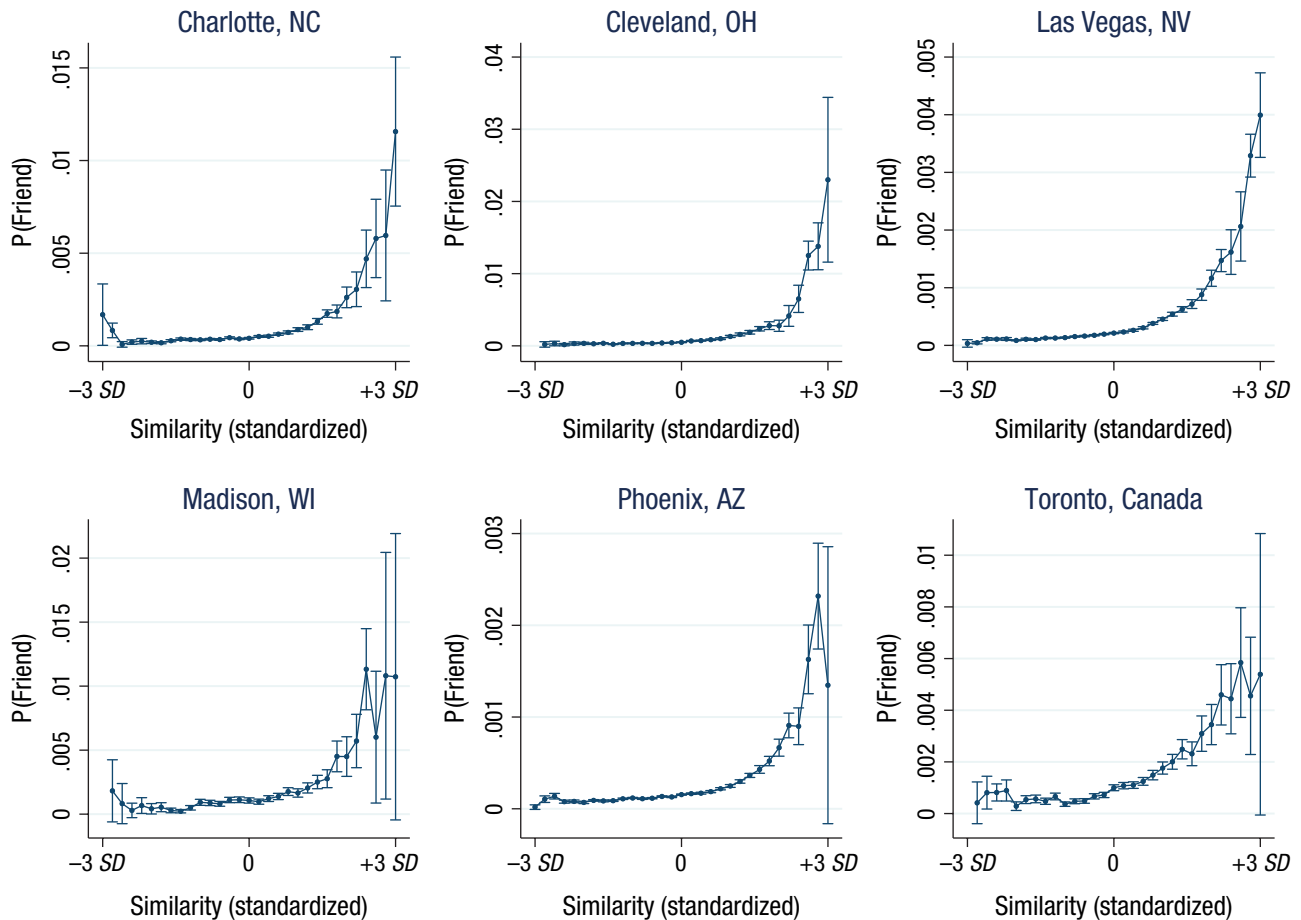 Charlotte, NC
P(Friend)
.015
.01
.005
0
–3 SD 0 +3 SD
Similarity (standardized)
Cleveland, OH
P(Friend)
.04
.03
.02
.01
0
–3 SD 0 +3 SD
Similarity (standardized)
Las Vegas, NV
P(Friend)
.005
.004
.003
.002
.001
0
–3 SD 0 +3 SD
Similarity (standardized)
Madison, WI
P(Friend)
.02
.015
.01
.005
0
–3 SD 0 +3 SD
Similarity (standardized)
Phoenix, AZ
P(Friend)
.003
.002
.001
0
–3 SD 0 +3 SD
Similarity (standardized)
Toronto, Canada
P(Friend)
.01
.008
.006
.004
.002
0
–3 SD 0 +3 SD
Similarity (standardized)